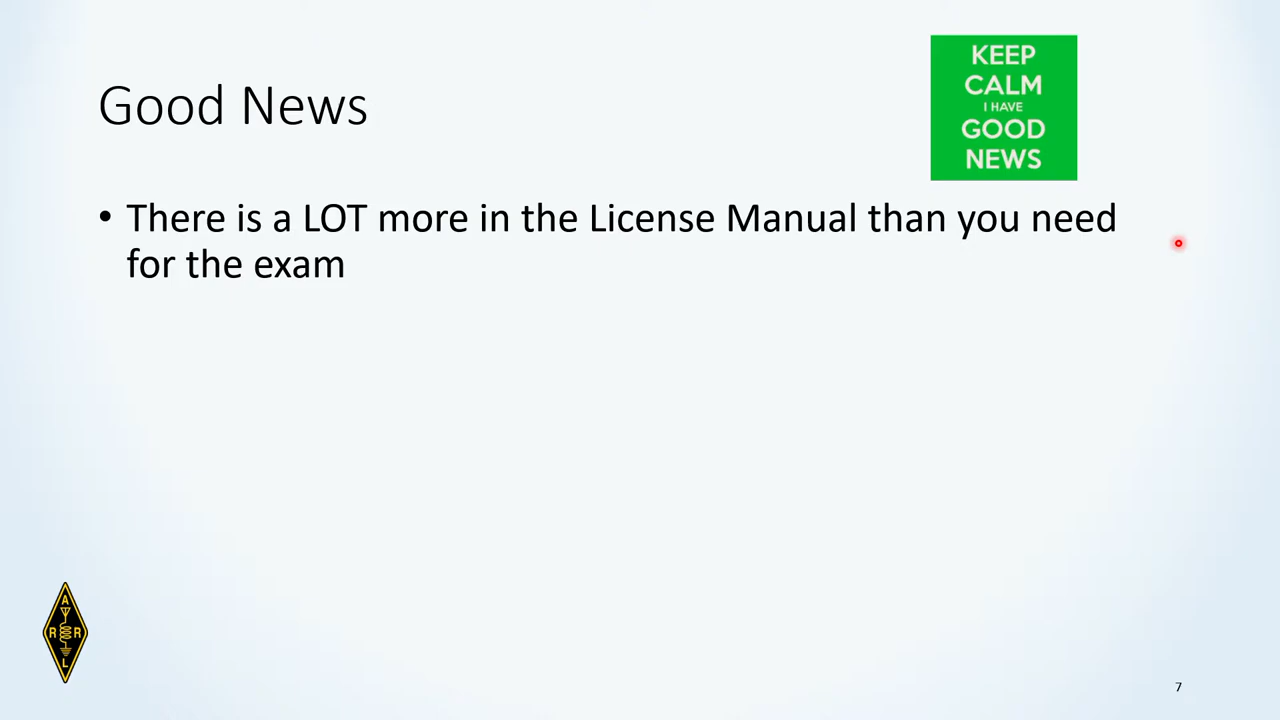 KEEP
CALM
I HAVE
GOOD
NEWS
Good News
• There is a LOT more in the License Manual than you need
for the exam
A
R R
L
7